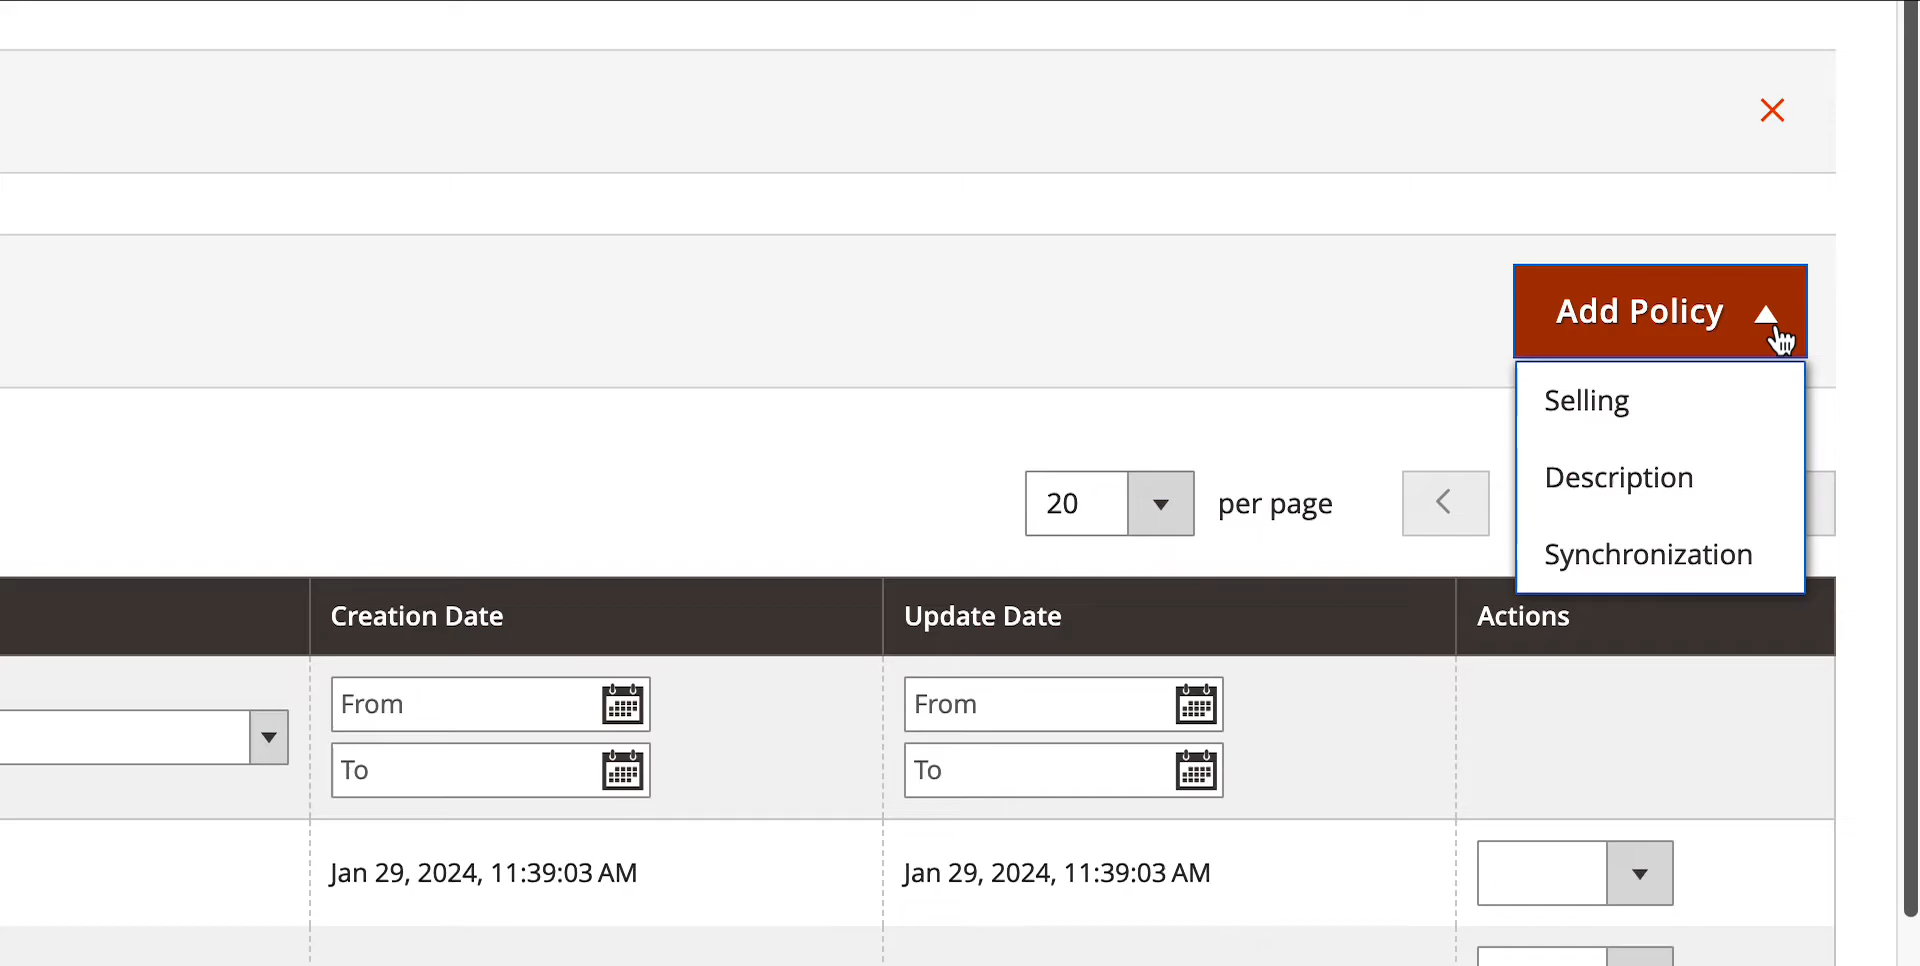 Add Policy
Selling
Description
Synchronization
20 per page
Creation Date Update Date Actions
From From
To To
Jan 29, 2024, 11:39:03 AM Jan 29, 2024, 11:39:03 AM